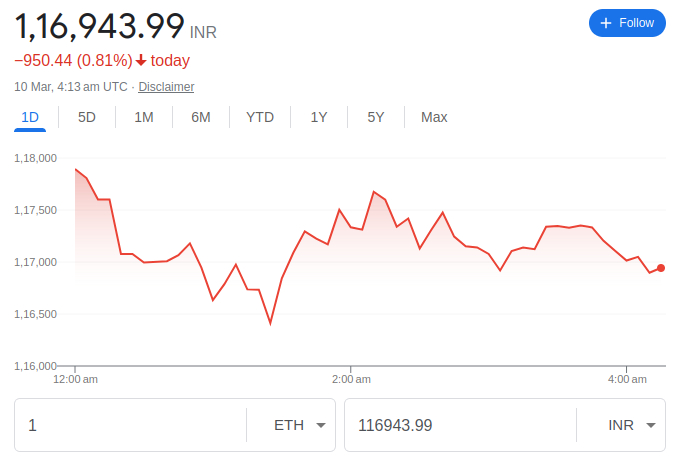 1,16,943.99 INR
+ Follow
−950.44 (0.81%) today
10 Mar, 4:13 am UTC · Disclaimer
1D 5D 1M 6M YTD 1Y 5Y Max
1,18,000
1,17,500
1,17,000
1,16,500
1,16,000
12:00 am 2:00 am 4:00 am
1 ETH 116943.99 INR